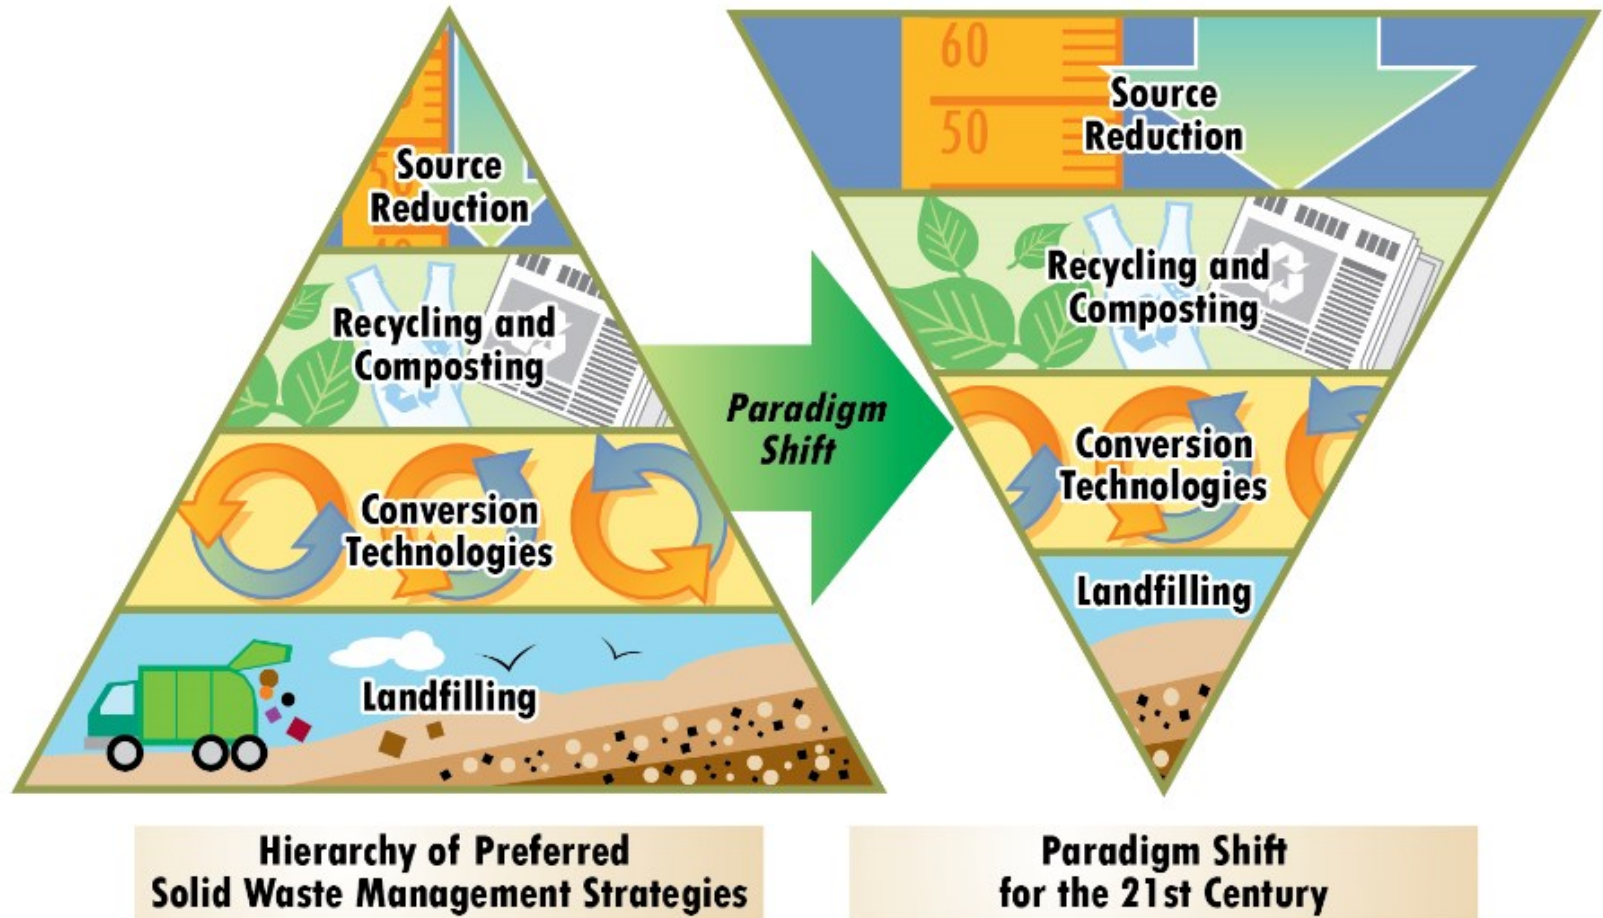 Source
Reduction
Recycling and
Composting
Conversion
Technologies
Landfilling
Hierarchy of Preferred
Solid Waste Management Strategies
Paradigm
Shift
60
50
Source
Reduction
Recycling and
Composting
Conversion
Technologies
Landfilling
Paradigm Shift
for the 21st Century